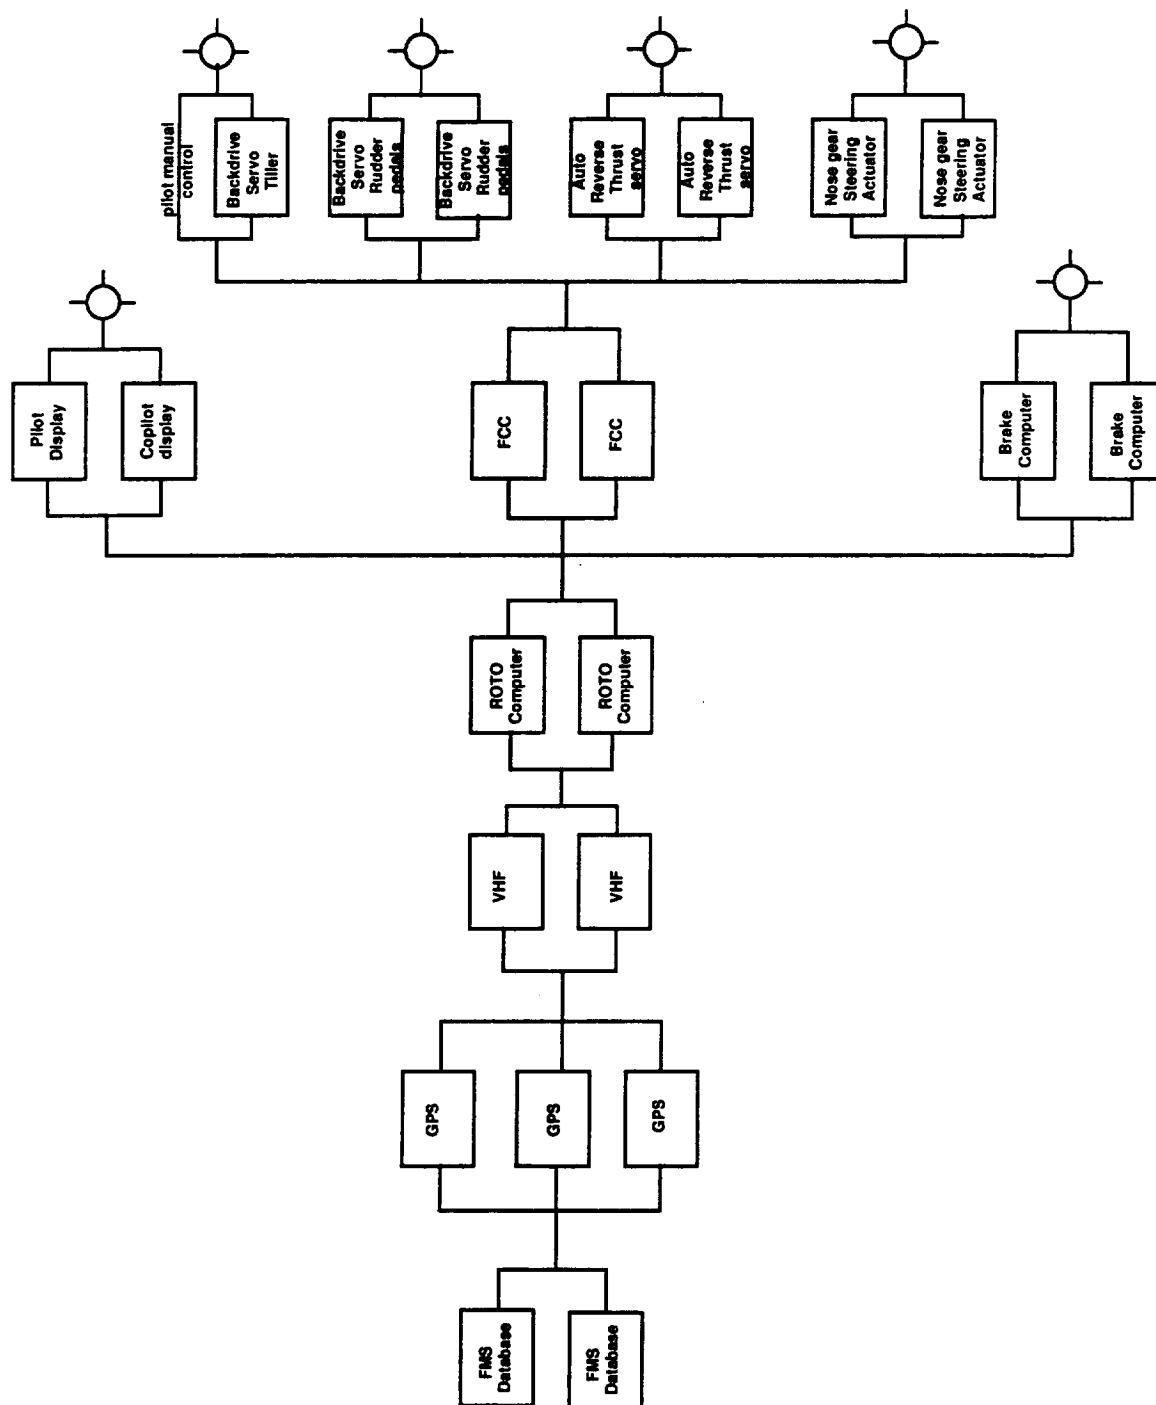 pilot manual
control
Backdrive
Servo
Tiller
Backdrive
Servo
Rudder
pedals
Backdrive
Servo
Rudder
pedals
Auto
Reverse
Thrust
servo
Auto
Reverse
Thrust
servo
Nose gear
Steering
Actuator
Nose gear
Steering
Actuator
Pilot
Display
Copilot
display
FCC
FCC
Brake
Computer
Brake
Computer
ROTO
Computer
ROTO
Computer
VHF
VHF
GPS
GPS
GPS
FMS
Database
FMS
Database